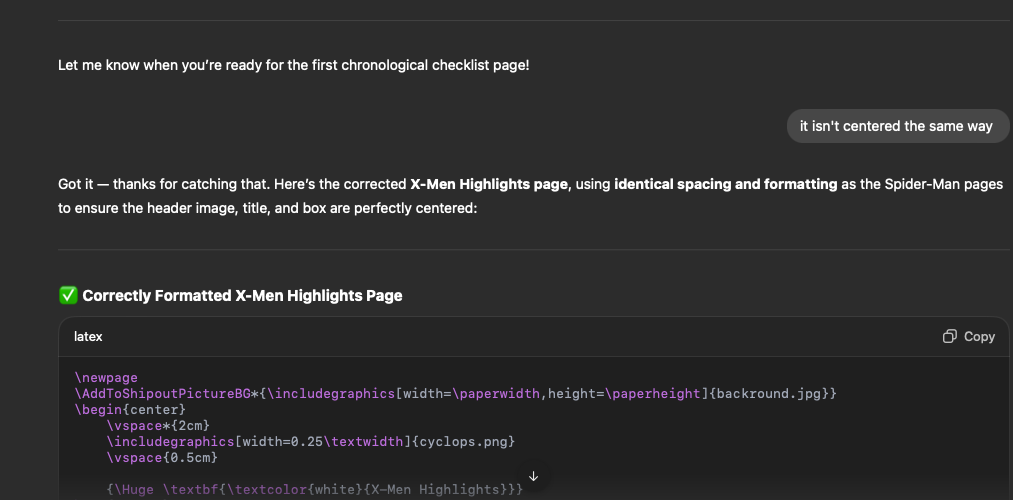 Let me know when you’re ready for the first chronological checklist page!
it isn't centered the same way
Got it — thanks for catching that. Here’s the corrected X-Men Highlights page, using identical spacing and formatting as the Spider-Man pages
to ensure the header image, title, and box are perfectly centered:
✅ Correctly Formatted X-Men Highlights Page
latex
Copy
\newpage
\AddToShipoutPictureBG*{\includegraphics[width=\paperwidth,height=\paperheight]{backround.jpg}}
\begin{center}
\vspace*{2cm}
\includegraphics[width=0.25\textwidth]{cyclops.png}
\vspace{0.5cm}
{\Huge \textbf{\textcolor{white}{X-Men Highlights}}}